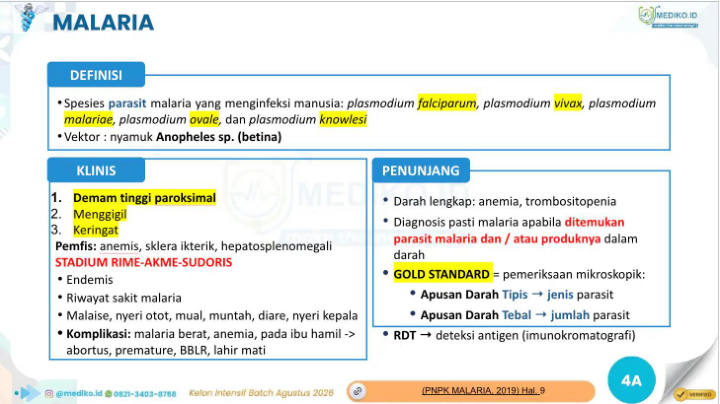 MALARIA
MEDIKO.ID
DEFINISI
• Spesies parasit malaria yang menginfeksi manusia: plasmodium falciparum, plasmodium vivax, plasmodium
malariae, plasmodium ovale, dan plasmodium knowlesi
• Vektor : nyamuk Anopheles sp. (betina)
KLINIS
1. Demam tinggi paroksimal
2. Menggigil
3. Keringat
Pemfis: anemis, sklera ikterik, hepatosplenomegali
STADIUM RIME-AKME-SUDORIS
• Endemis
• Riwayat sakit malaria
• Malaise, nyeri otot, mual, muntah, diare, nyeri kepala
• Komplikasi: malaria berat, anemia, pada ibu hamil ->
abortus, premature, BBLR, lahir mati
PENUNJANG
• Darah lengkap: anemia, trombositopenia
• Diagnosis pasti malaria apabila ditemukan
parasit malaria dan / atau produknya dalam
darah
• GOLD STANDARD = pemeriksaan mikroskopik:
• Apusan Darah Tipis → jenis parasit
• Apusan Darah Tebal → jumlah parasit
• RDT → deteksi antigen (imunokromatografi)
MEDIKO.ID
4A
@mediko.id 0821-3403-8768 Kelon Intensif Batch Agustus 2026
(PNPK MALARIA, 2019) Hal. 9
VERIFIED